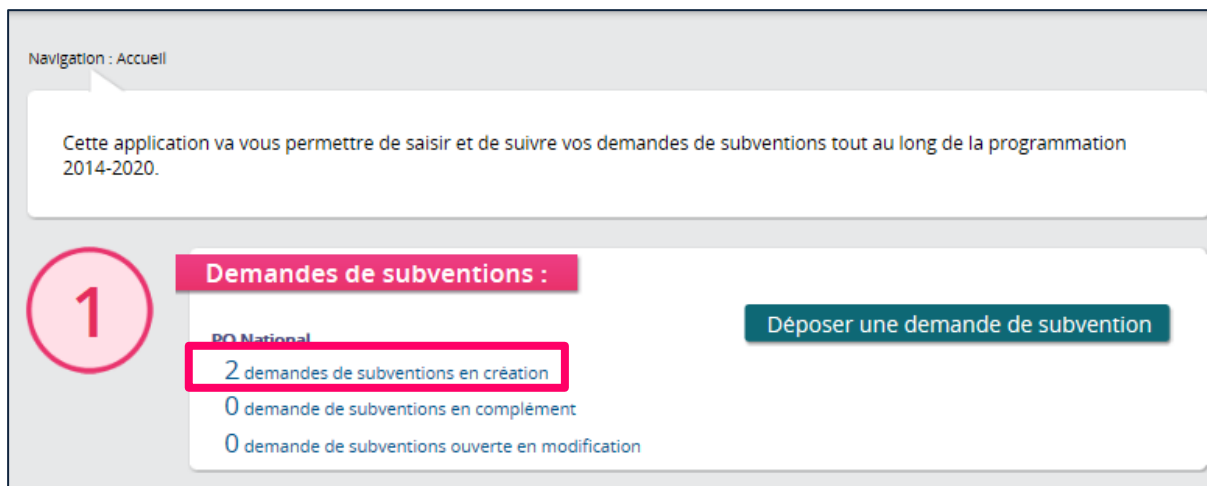 Navigation : Accueil
Cette application va vous permettre de saisir et de suivre vos demandes de subventions tout au long de la programmation
2014-2020.
1
Demandes de subventions :
Déposer une demande de subvention
PO National
2 demandes de subventions en création
0 demande de subventions en complément
0 demande de subventions ouverte en modification